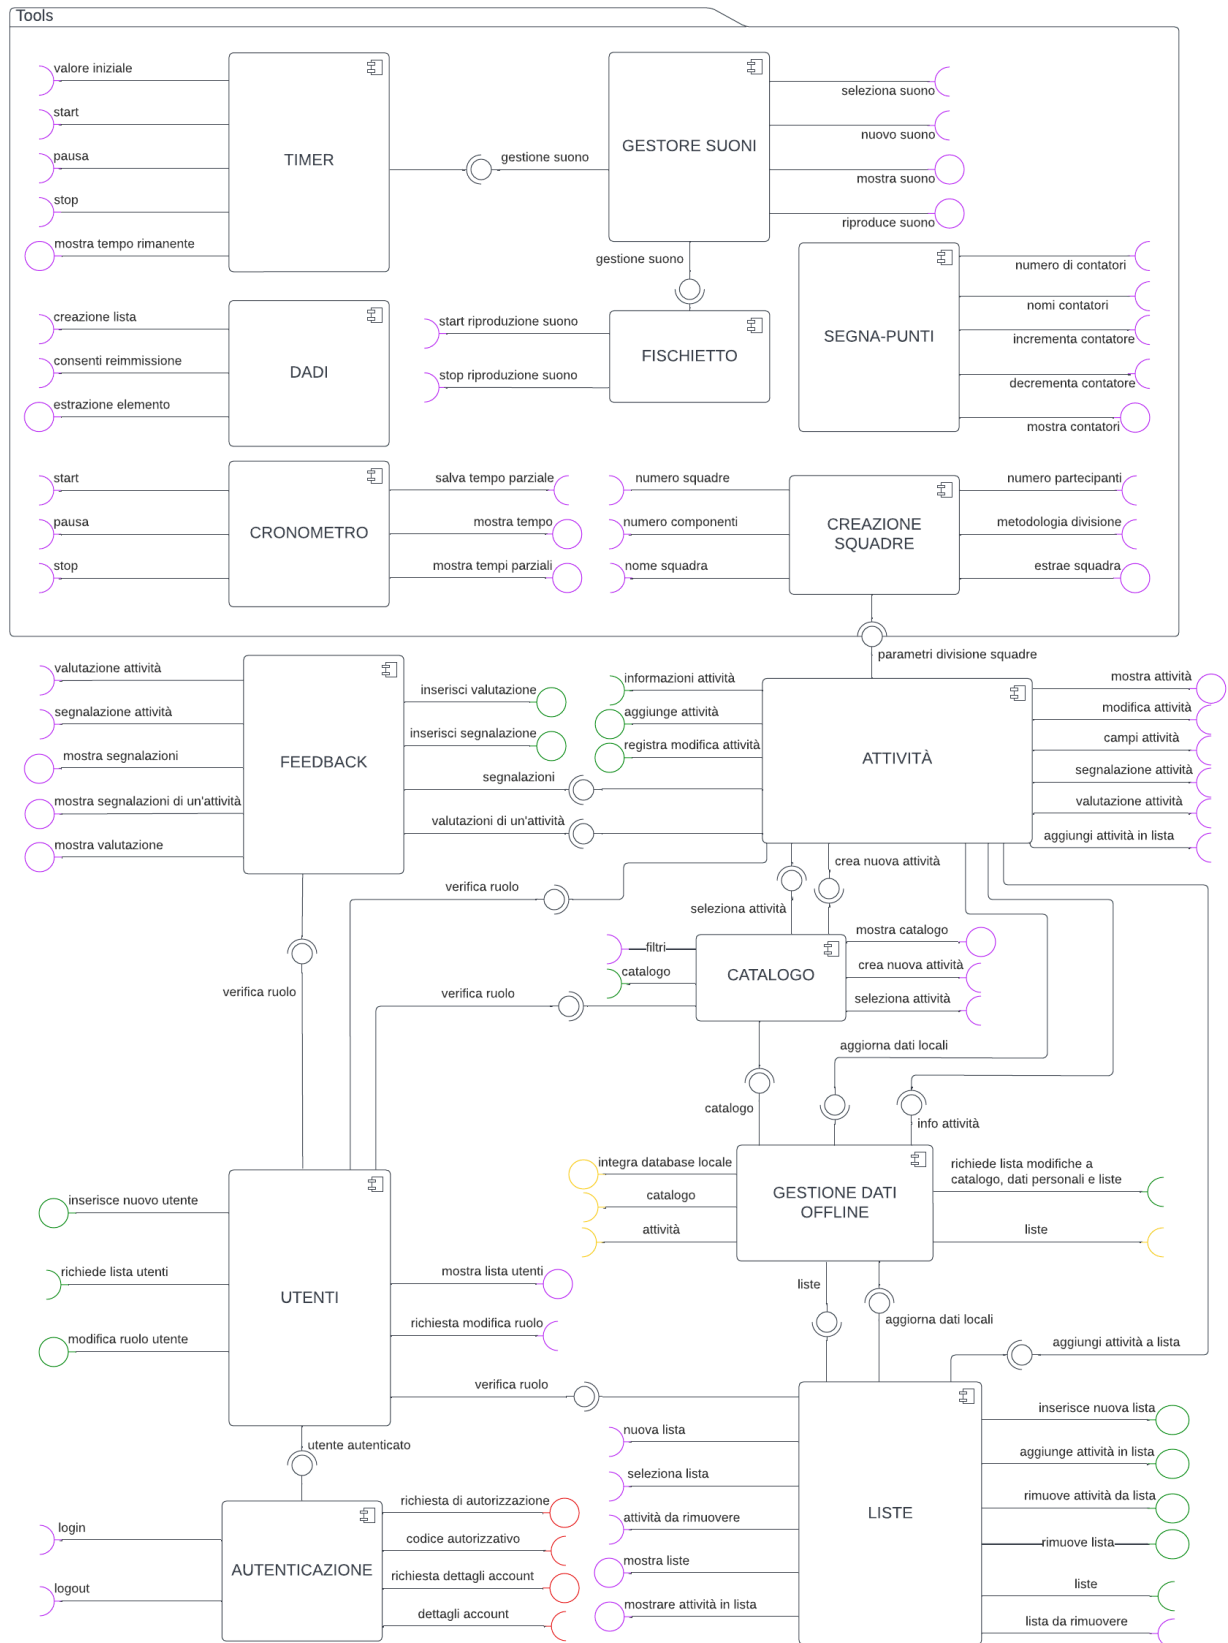 Tools
valore iniziale
start
pausa
stop
mostra tempo rimanente
TIMER
gestione suono
GESTORE SUONI
seleziona suono
nuovo suono
mostra suono
riproduce suono
gestione suono
creazione lista
consenti reimmissione
estrazione elemento
DADI
start riproduzione suono
stop riproduzione suono
FISCHIETTO
SEGNA-PUNTI
numero di contatori
nomi contatori
incrementa contatore
decrementa contatore
mostra contatori
start
pausa
stop
CRONOMETRO
salva tempo parziale
mostra tempo
mostra tempi parziali
numero squadre
numero componenti
nome squadra
CREAZIONE
SQUADRE
numero partecipanti
metodologia divisione
estrae squadra
parametri divisione squadre
valutazione attività
segnalazione attività
mostra segnalazioni
mostra segnalazioni di un'attività
mostra valutazione
FEEDBACK
inserisci valutazione
inserisci segnalazione
segnalazioni
valutazioni di un'attività
informazioni attività
aggiunge attività
registra modifica attività
ATTIVITÀ
mostra attività
modifica attività
campi attività
segnalazione attività
valutazione attività
aggiungi attività in lista
verifica ruolo
seleziona attività
crea nuova attività
verifica ruolo
verifica ruolo
filtri
catalogo
CATALOGO
mostra catalogo
crea nuova attività
seleziona attività
aggiorna dati locali
catalogo
info attività
integra database locale
catalogo
attività
GESTIONE DATI
OFFLINE
richiede lista modifiche a
catalogo, dati personali e liste
liste
inserisce nuovo utente
richiede lista utenti
modifica ruolo utente
UTENTI
mostra lista utenti
richiesta modifica ruolo
verifica ruolo
liste
aggiorna dati locali
aggiungi attività a lista
utente autenticato
login
logout
AUTENTICAZIONE
richiesta di autorizzazione
codice autorizzativo
richiesta dettagli account
dettagli account
nuova lista
seleziona lista
attività da rimuovere
mostra liste
mostrare attività in lista
LISTE
inserisce nuova lista
aggiunge attività in lista
rimuove attività da lista
rimuove lista
liste
lista da rimuovere